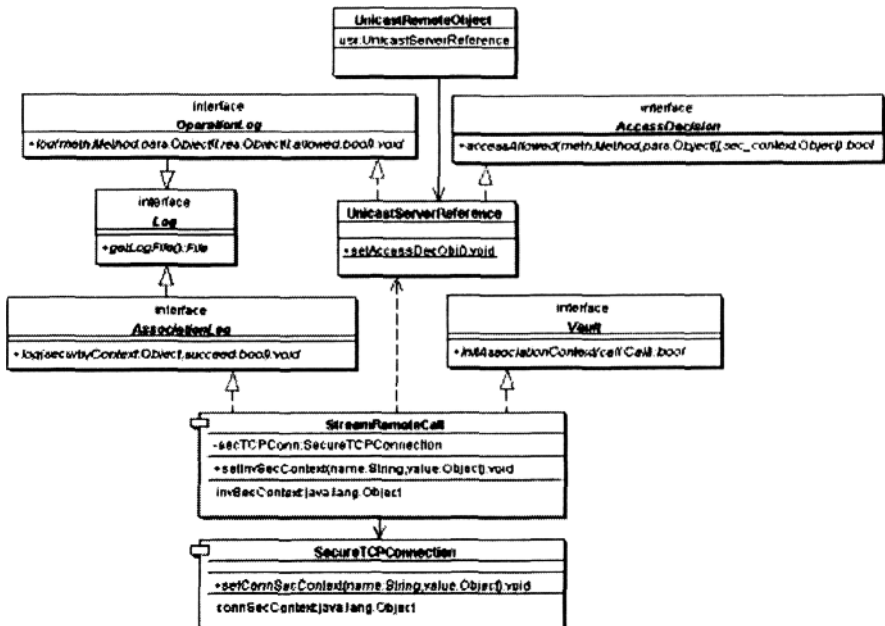 UnicastRemoteObject
usr:UnicastServerReference
interface
OperationLog
+log(meth:Method,para:Object[],res:Object[],allowed:bool):void
interface
AccessDecision
+accessAllowed(meth:Method,para:Object[],sec_context:Object):bool
interface
Log
+getLogFile():File
UnicastServerReference
+setAccessDecObj():void
interface
AssociationLog
+log(securityContext:Object,succeed:bool):void
interface
Vault
+initAssociationContext(call:Call):bool
StreamRemoteCall
-secTCPConn:SecureTCPConnection
+setInvSecContext(name:String,value:Object):void
invSecContext:java.lang.Object
SecureTCPConnection
+setConnSecContext(name:String,value:Object):void
connSecContext:java.lang.Object